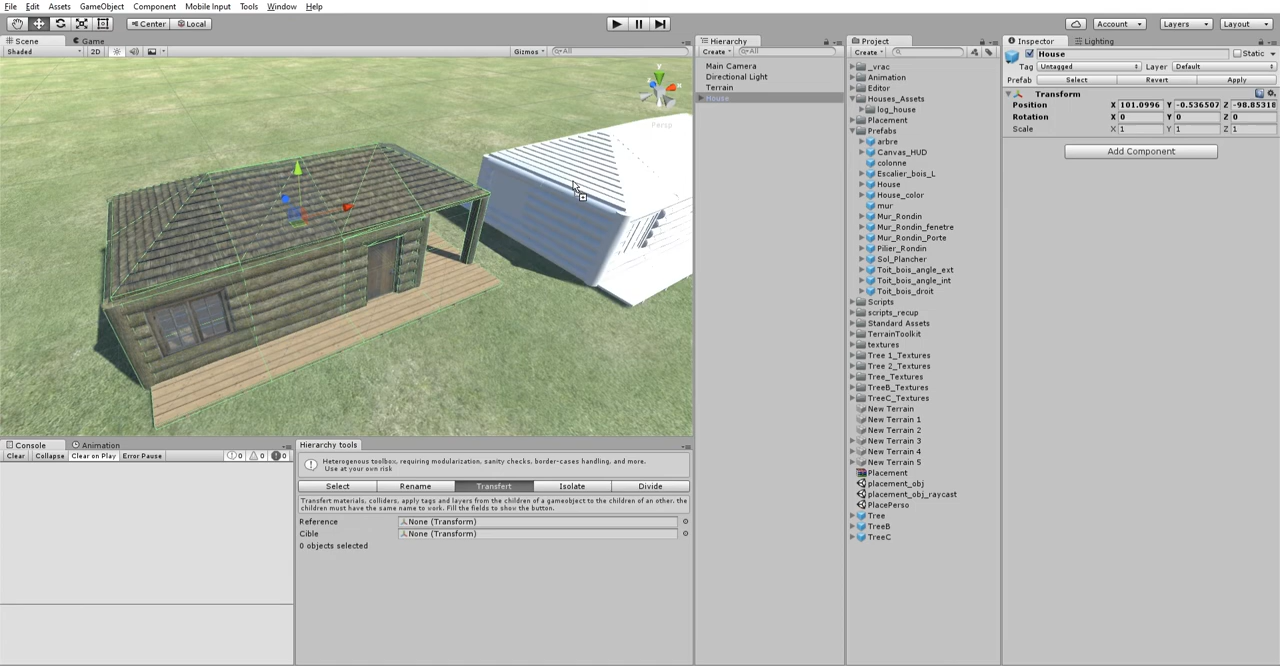 File Edit Assets GameObject Component Mobile Input Tools Window Help
Center Local Account Layers Layout
Scene Game
Shaded 2D Gizmos All
y
x
Persp
Hierarchy
Create All
Main Camera
Directional Light
Terrain
House
Project
Create
_vrac
Animation
Editor
Houses_Assets
log_house
Placement
Prefabs
arbre
Canvas_HUD
colonne
Escalier_bois_L
House
House_color
mur
Mur_Rondin
Mur_Rondin_fenetre
Mur_Rondin_Porte
Pilier_Rondin
Sol_Plancher
Toit_bois_angle_ext
Toit_bois_angle_int
Toit_bois_droit
Scripts
scripts_recup
Standard Assets
TerrainToolkit
textures
Tree 1_Textures
Tree 2_Textures
Tree_Textures
TreeB_Textures
TreeC_Textures
New Terrain
New Terrain 1
New Terrain 2
New Terrain 3
New Terrain 4
New Terrain 5
Placement
placement_obj
placement_obj_raycast
PlacePerso
Tree
TreeB
TreeC
Inspector Lighting
House Static
Tag Untagged Layer Default
Prefab Select Revert Apply
Transform
Position X 101.0996 Y -0.536507 Z -98.85318
Rotation X 0 Y 0 Z 0
Scale X 1 Y 1 Z 1
Add Component
Console Animation
Clear Collapse Clear on Play Error Pause 0 0 0
Hierarchy tools
Heterogenous toolbox, requiring modularization, sanity checks, border-cases handling, and more.
Use at your own risk
Select Rename Transfert Isolate Divide
Transfert materials, colliders, apply tags and layers from the children of a gameobject to the children of an other. the
children must have the same name to work. Fill the fields to show the button.
Reference None (Transform)
Cible None (Transform)
0 objects selected